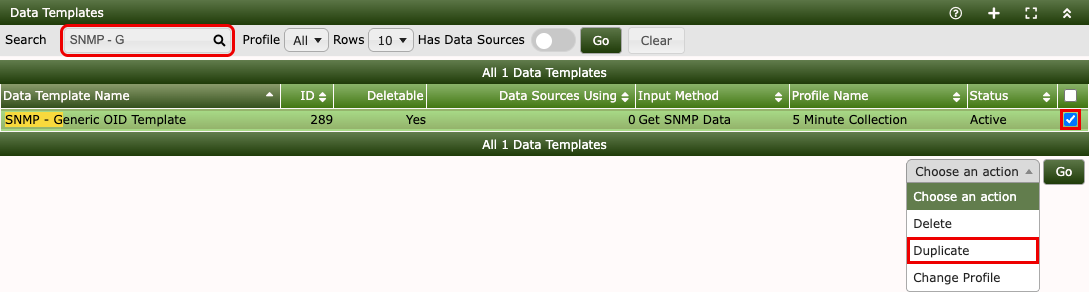 Data Templates
Search SNMP - G Profile All Rows 10 Has Data Sources Go Clear
All 1 Data Templates
Data Template Name ID Deletable Data Sources Using Input Method Profile Name Status
SNMP - Generic OID Template 289 Yes 0 Get SNMP Data 5 Minute Collection Active
All 1 Data Templates
Choose an action Go
Choose an action
Delete
Duplicate
Change Profile